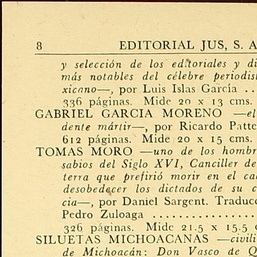 8 EDITORIAL JUS, S. A
y selección de los editoriales y di
más notables del célebre periodis
xicano—, por Luis Islas García ..
336 páginas. Mide 20 x 13 cms.
GABRIEL GARCIA MORENO —el
dente mártir—, por Ricardo Patte
612 páginas. Mide 20 x 15 cms.
TOMAS MORO —uno de los hombr
sabios del Siglo XVI, Canciller de
terra que prefirió morir en el ca
desobedecer los dictados de su c
cia—, por Daniel Sargent. Traduc
Pedro Zuloaga ..................
326 páginas. Mide 21.5 x 15.5 c
SILUETAS MICHOACANAS —civili
de Michoacán: Don Vasco de Q